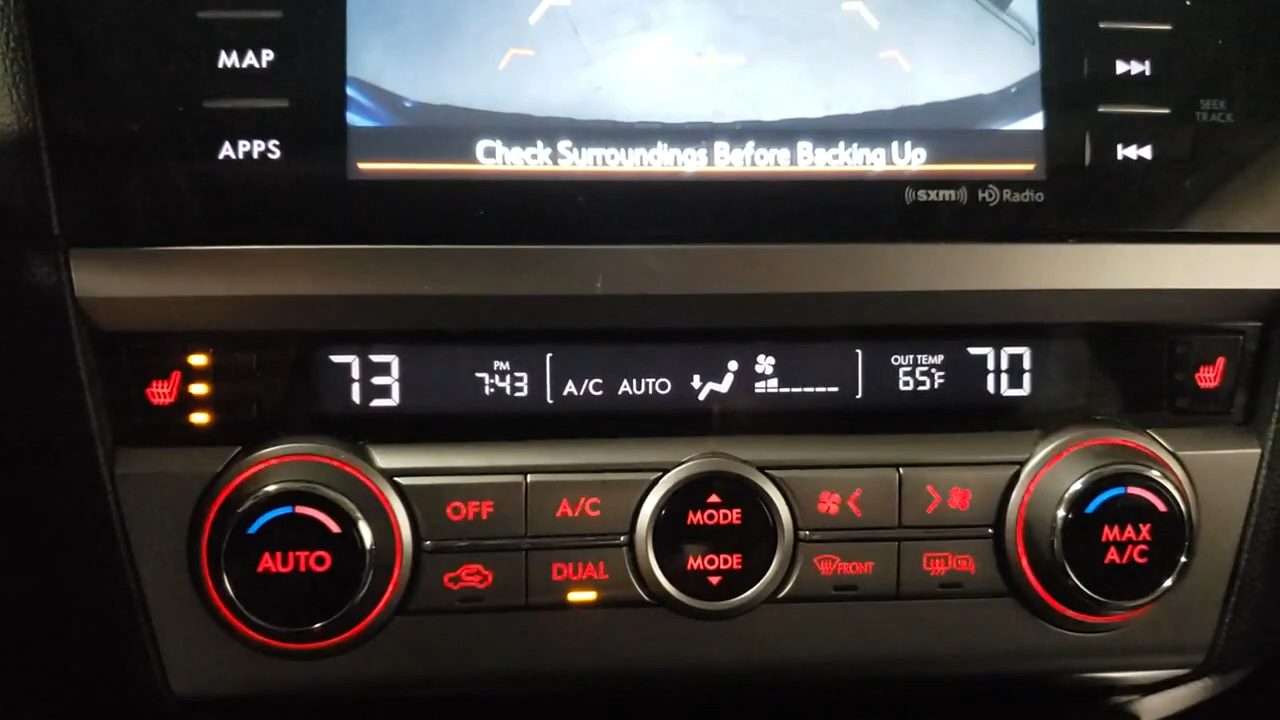 MAP
APPS
SEEK
TRACK
Check Surroundings Before Backing Up
((sxm)) HD Radio
73
PM
7:43
A/C AUTO
OUT TEMP
65°F
70
OFF
A/C
MODE
MODE
AUTO
DUAL
FRONT
MAX
A/C